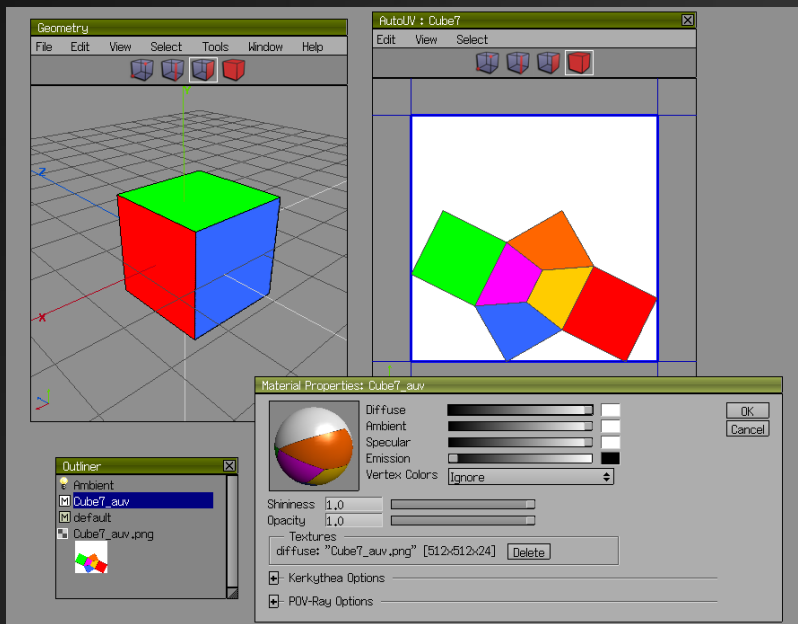 Geometry
File Edit View Select Tools Window Help
Y
Z
X
AutoUV : Cube7
Edit View Select
Material Properties: Cube7_auv
Diffuse
Ambient
Specular
Emission
Vertex Colors Ignore
OK
Cancel
Shininess 1.0
Opacity 1.0
Textures
diffuse: "Cube7_auv.png" [512x512x24] Delete
Kerkythea Options
POV-Ray Options
Outliner
Ambient
M Cube7_auv
M default
Cube7_auv.png